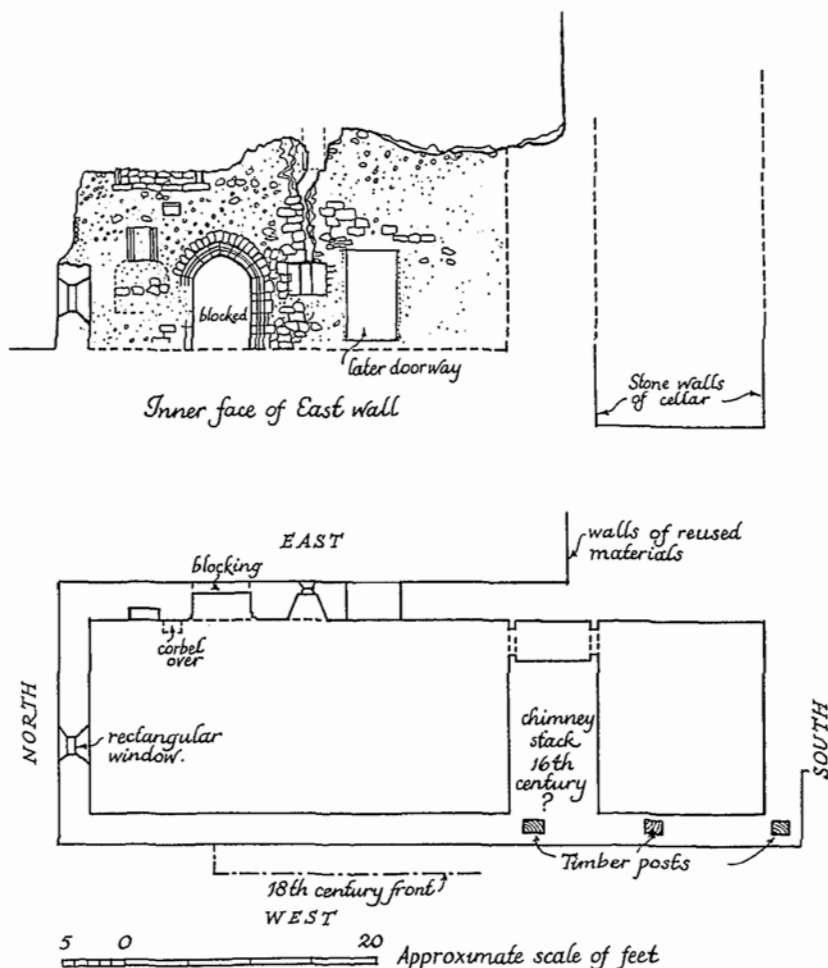 blocked
later doorway
Inner face of East wall
Stone walls
of cellar
EAST
blocking
walls of reused
materials
corbel
over
NORTH
rectangular
window.
chimney
stack
16th
century
?
SOUTH
Timber posts
18th century front
WEST
5 0 20
Approximate scale of feet